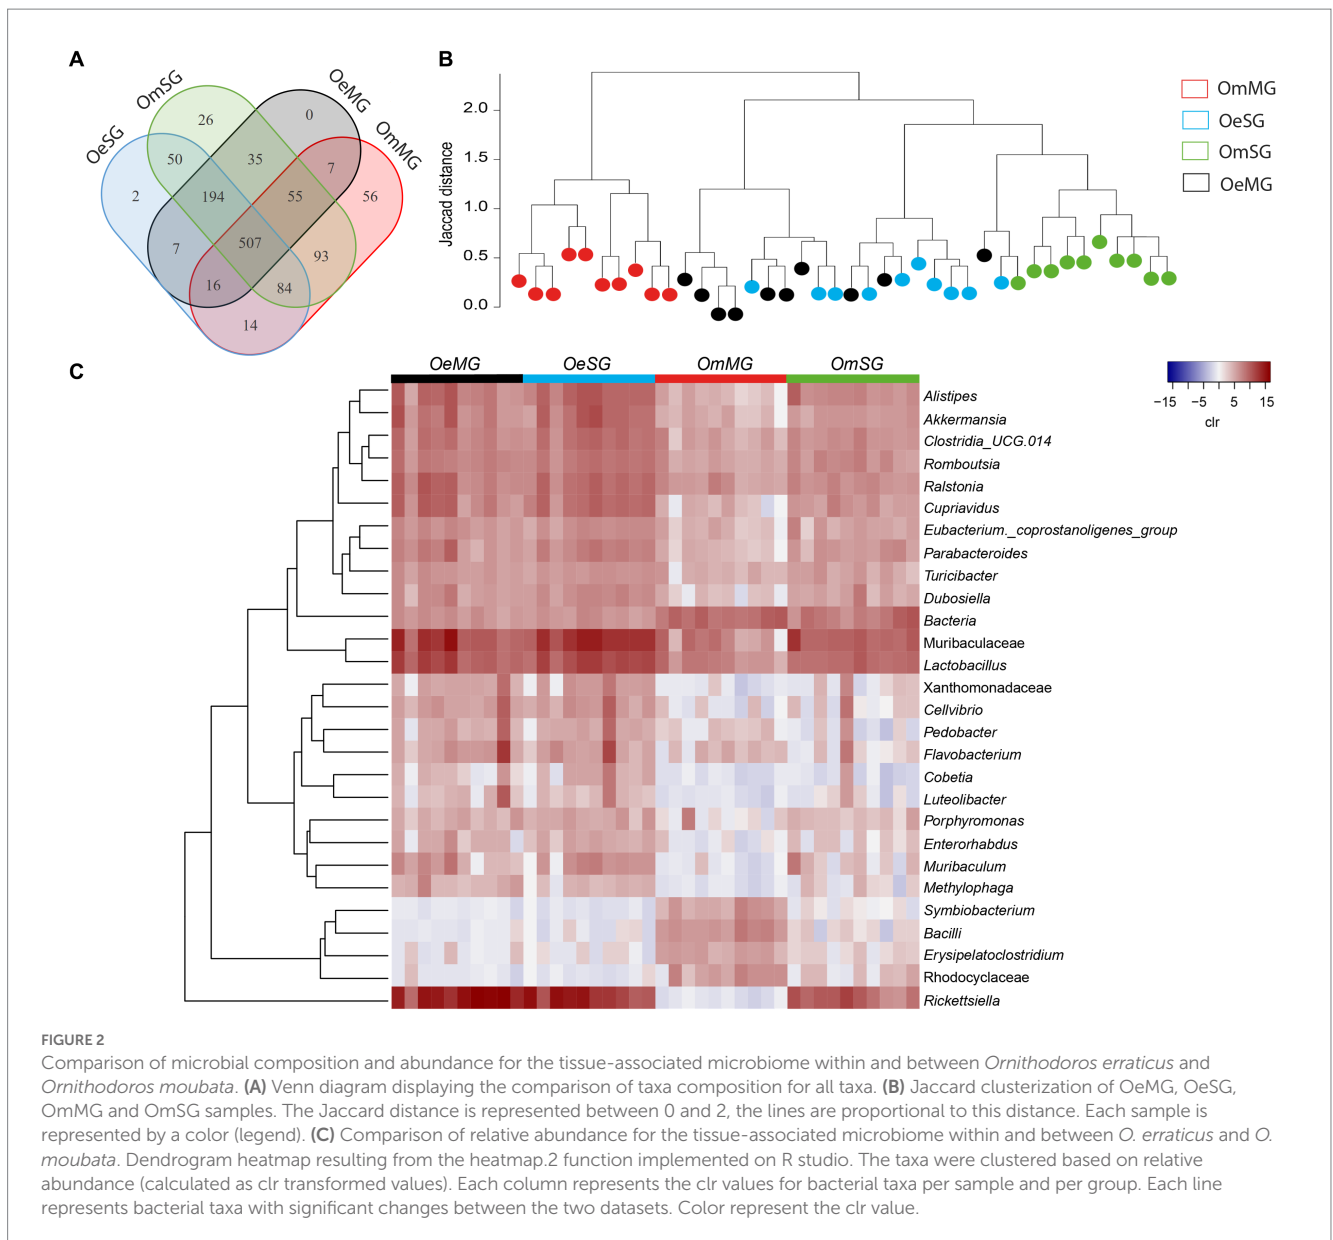 A
OeSG
OmSG
OeMG
OmMG
26
0
50
35
7
2
194
55
56
7
507
93
16
84
14
B
Jaccad distance
2.0
1.5
1.0
0.5
0.0
OmMG
OeSG
OmSG
OeMG
C
OeMG OeSG OmMG OmSG
Alistipes
Akkermansia
Clostridia_UCG.014
Romboutsia
Ralstonia
Cupriavidus
Eubacterium._coprostanoligenes_group
Parabacteroides
Turicibacter
Dubosiella
Bacteria
Muribaculaceae
Lactobacillus
Xanthomonadaceae
Cellvibrio
Pedobacter
Flavobacterium
Cobetia
Luteolibacter
Porphyromonas
Enterorhabdus
Muribaculum
Methylophaga
Symbiobacterium
Bacilli
Erysipelatoclostridium
Rhodocyclaceae
Rickettsiella
−15 −5 5 15
clr
FIGURE 2
Comparison of microbial composition and abundance for the tissue-associated microbiome within and between Ornithodoros erraticus and
Ornithodoros moubata. (A) Venn diagram displaying the comparison of taxa composition for all taxa. (B) Jaccard clusterization of OeMG, OeSG,
OmMG and OmSG samples. The Jaccard distance is represented between 0 and 2, the lines are proportional to this distance. Each sample is
represented by a color (legend). (C) Comparison of relative abundance for the tissue-associated microbiome within and between O. erraticus and O.
moubata. Dendrogram heatmap resulting from the heatmap.2 function implemented on R studio. The taxa were clustered based on relative
abundance (calculated as clr transformed values). Each column represents the clr values for bacterial taxa per sample and per group. Each line
represents bacterial taxa with significant changes between the two datasets. Color represent the clr value.